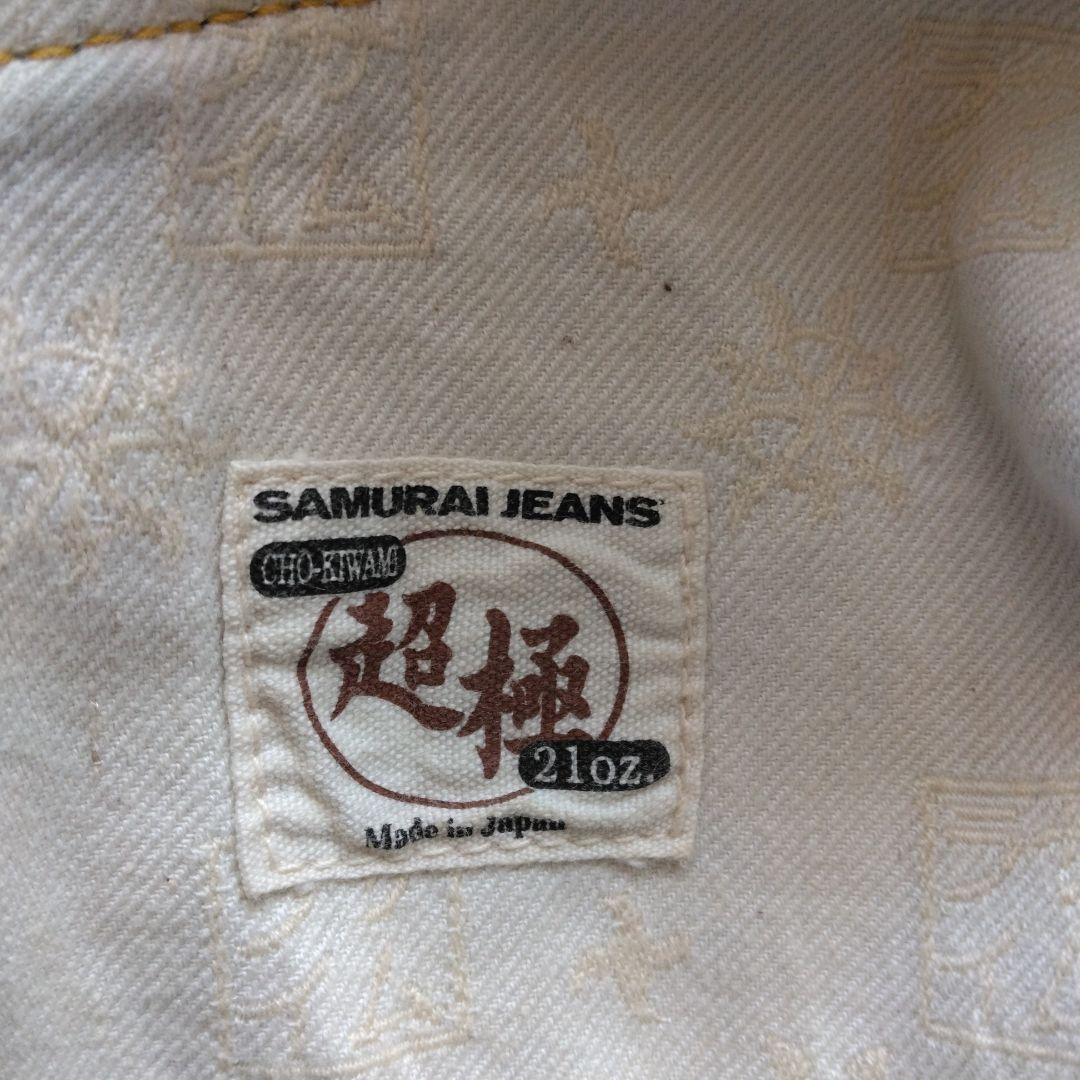 SAMURAI JEANS
CHO-KIWAMI
超極
21oz.
Made in Japan